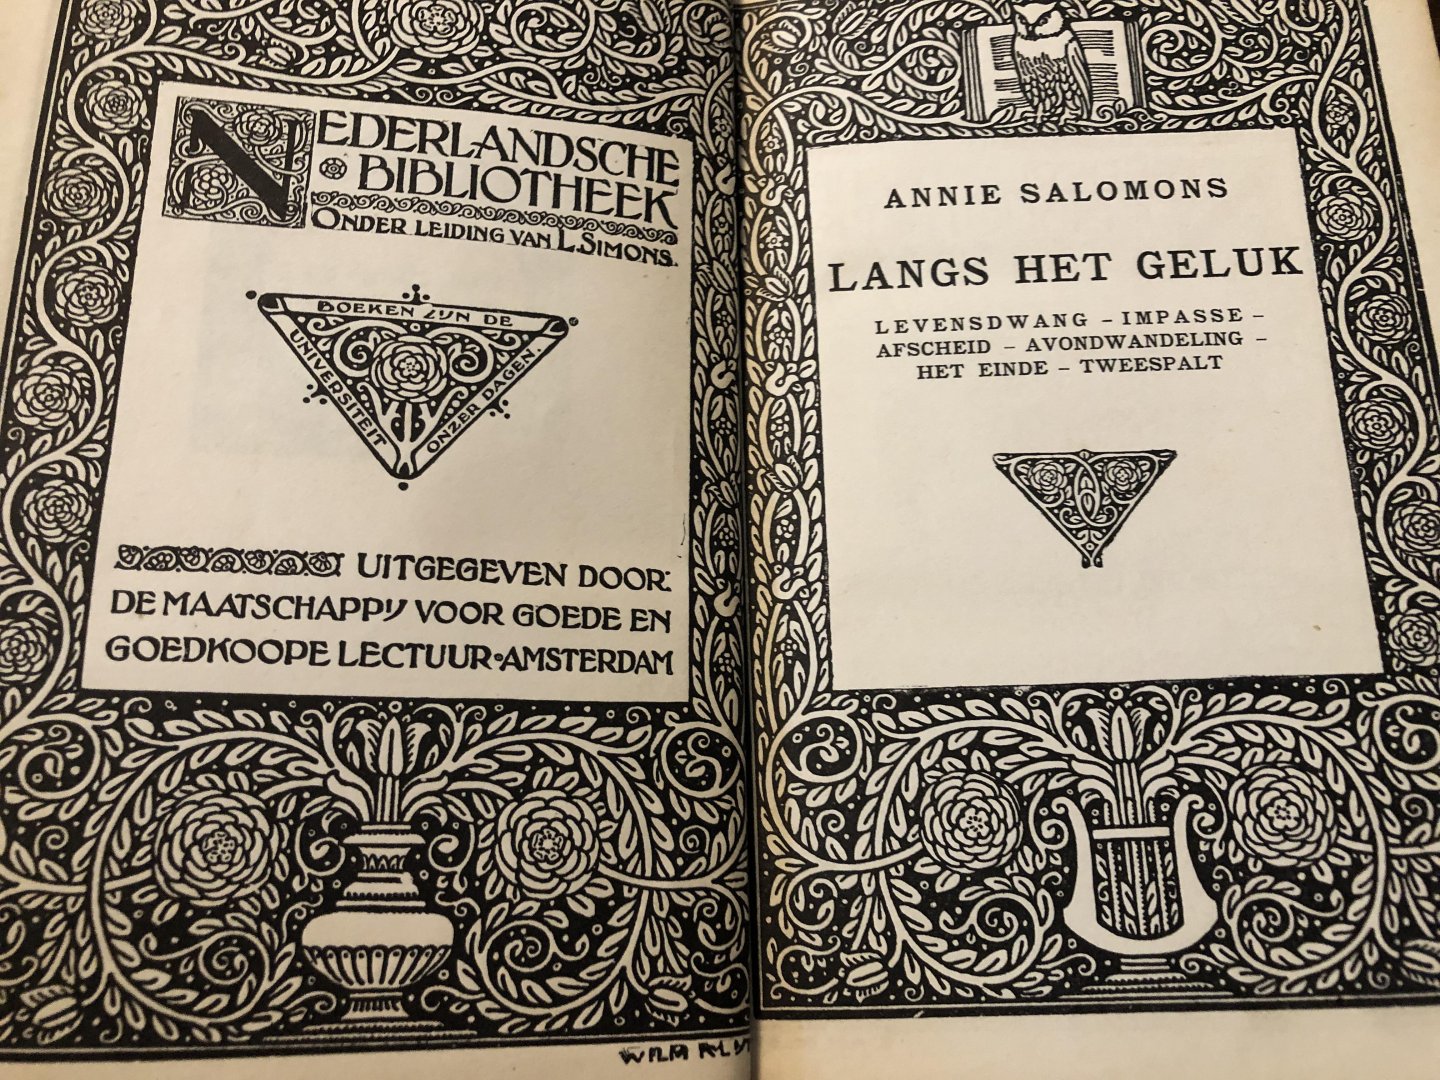 NEDERLANDSCHE
BIBLIOTHEEK
ONDER LEIDING VAN L. SIMONS.
BOEKEN ZIJN DE
UNIVERSITEIT
ONZER DAGEN.
UITGEGEVEN DOOR:
DE MAATSCHAPPIJ VOOR GOEDE EN
GOEDKOOPE LECTUUR·AMSTERDAM
ANNIE SALOMONS
LANGS HET GELUK
LEVENSDWANG – IMPASSE –
AFSCHEID – AVONDWANDELING –
HET EINDE – TWEESPALT